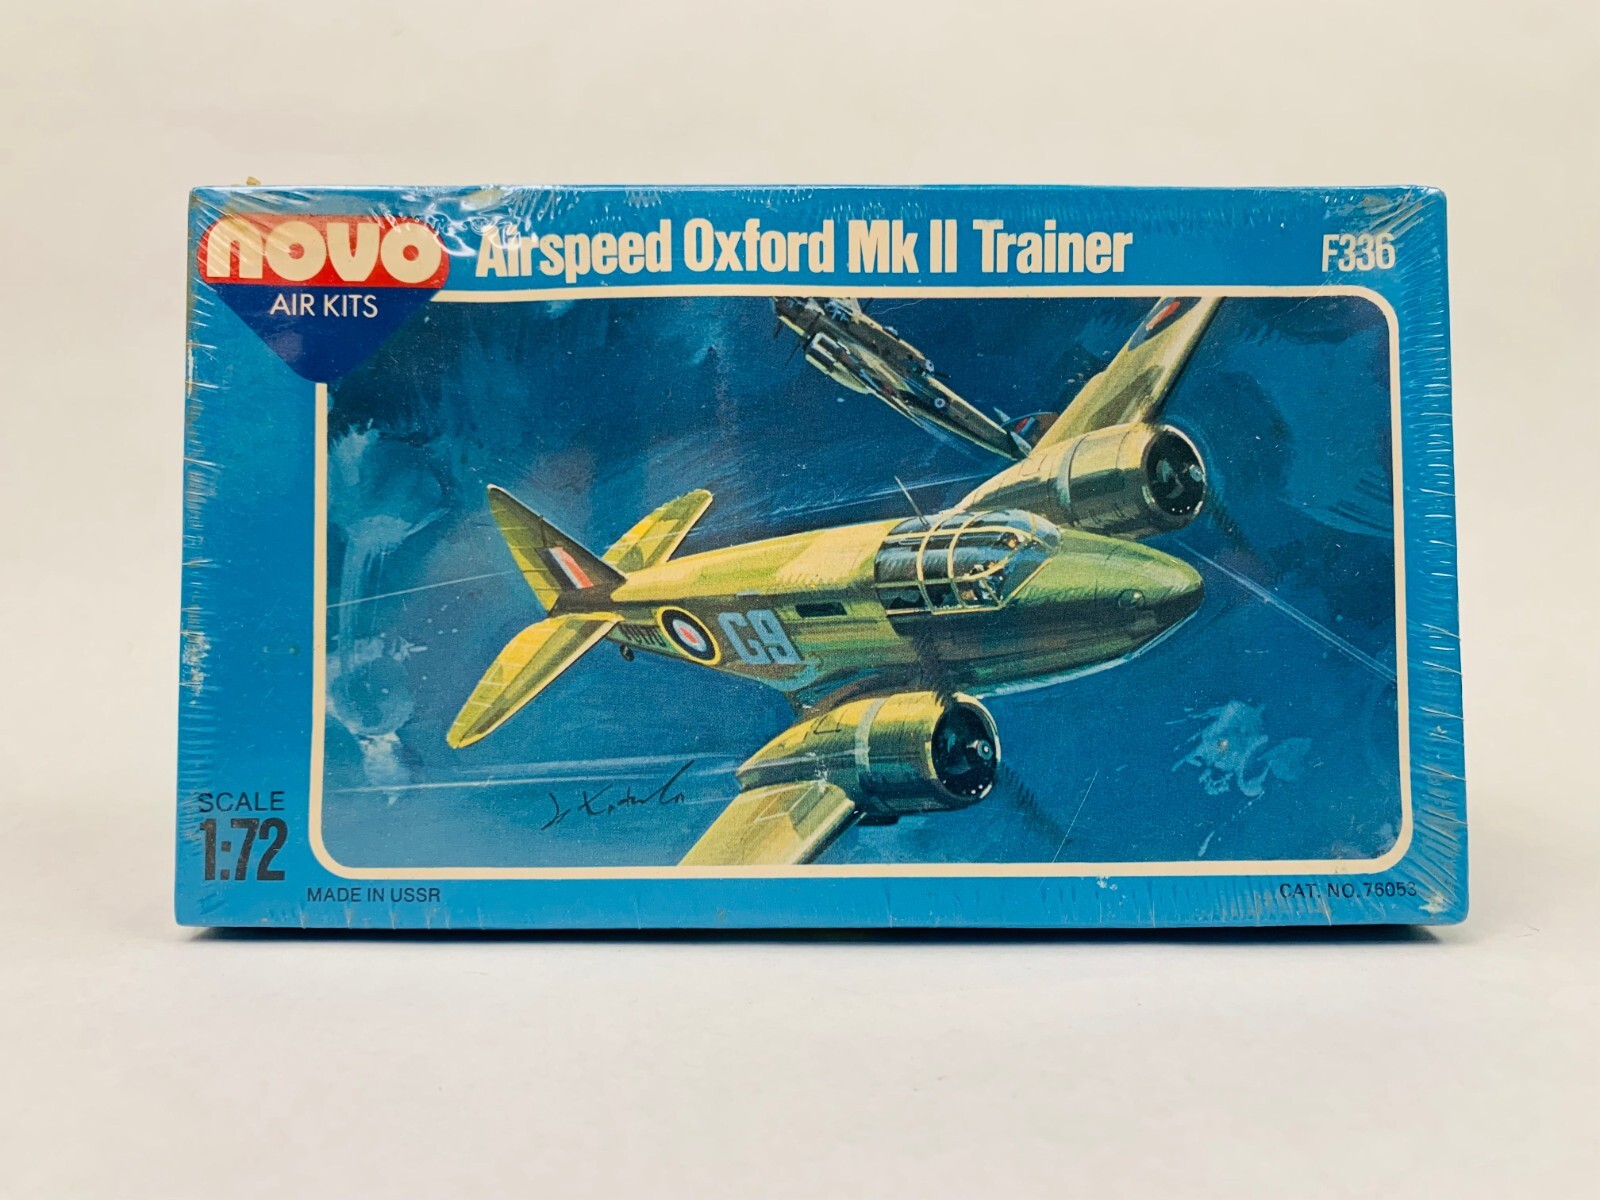 novo
AIR KITS
Airspeed Oxford Mk II Trainer
F336
G9
SCALE
1:72
MADE IN USSR
CAT. NO. 76053